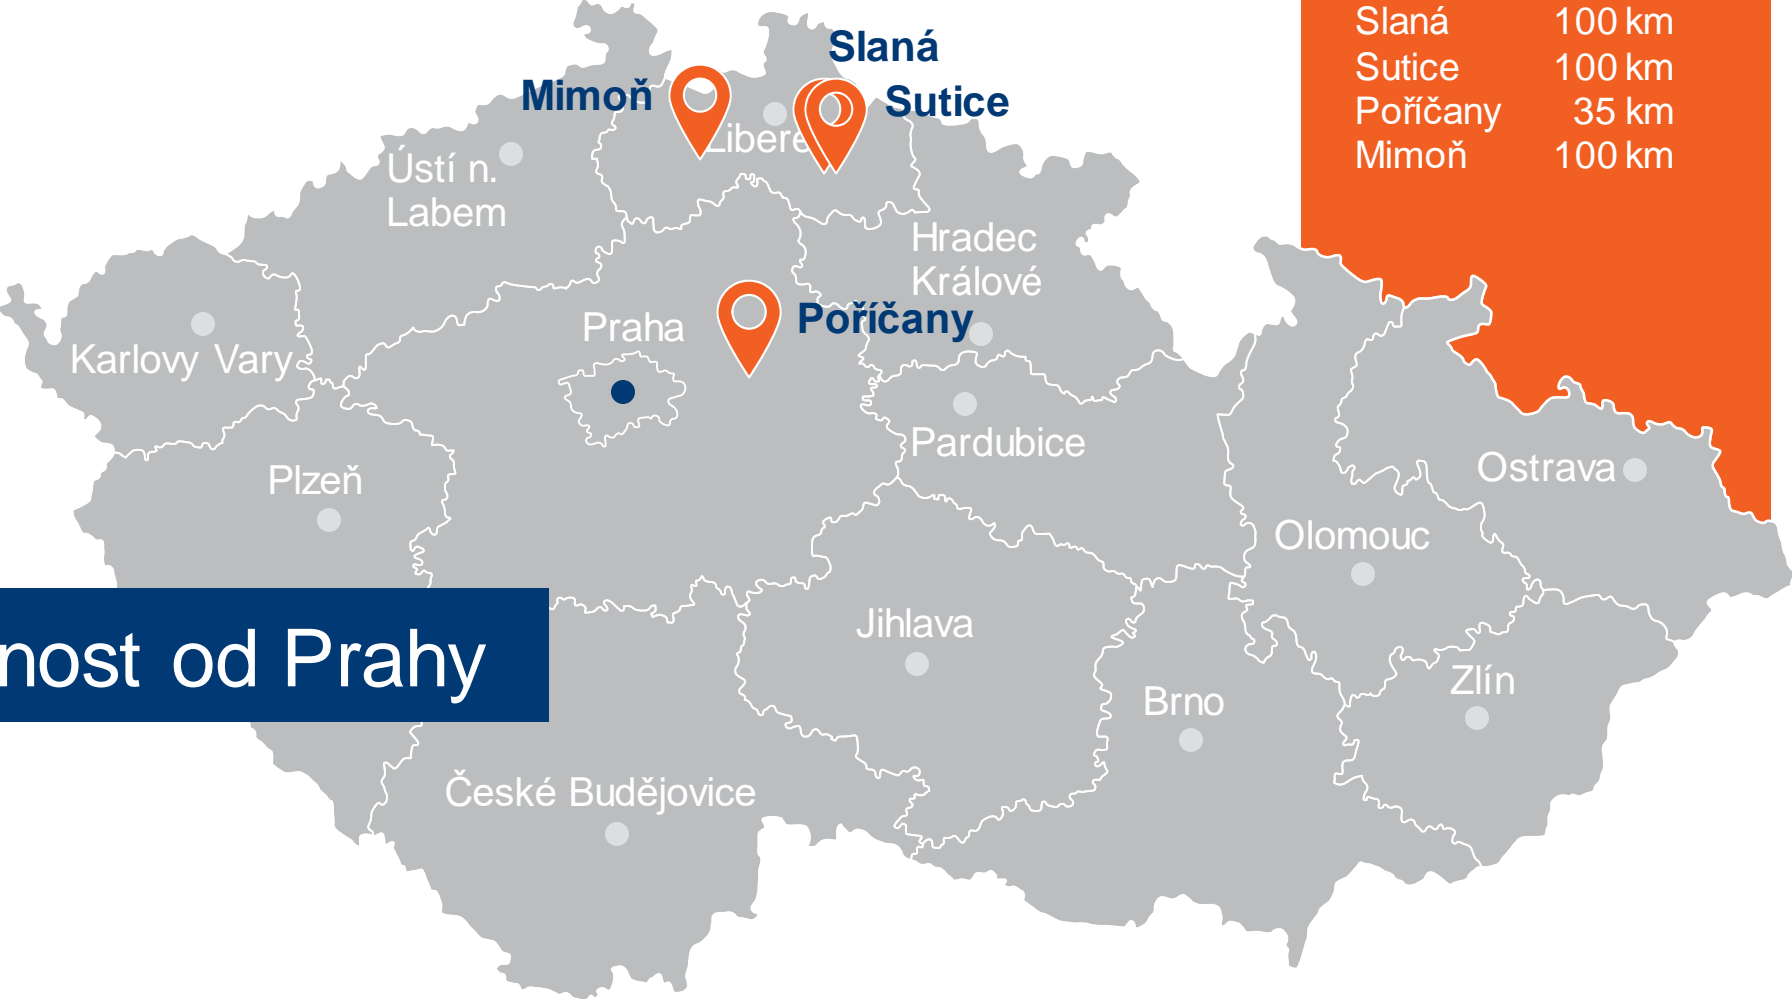 Slaná 100 km
Sutice 100 km
Poříčany 35 km
Mimoň 100 km
Slaná
Mimoň
Sutice
Ústí n.
Labem
Hradec
Králové
Praha
Poříčany
Karlovy Vary
Pardubice
Plzeň
Ostrava
Olomouc
Jihlava
nost od Prahy
Zlín
Brno
České Budějovice